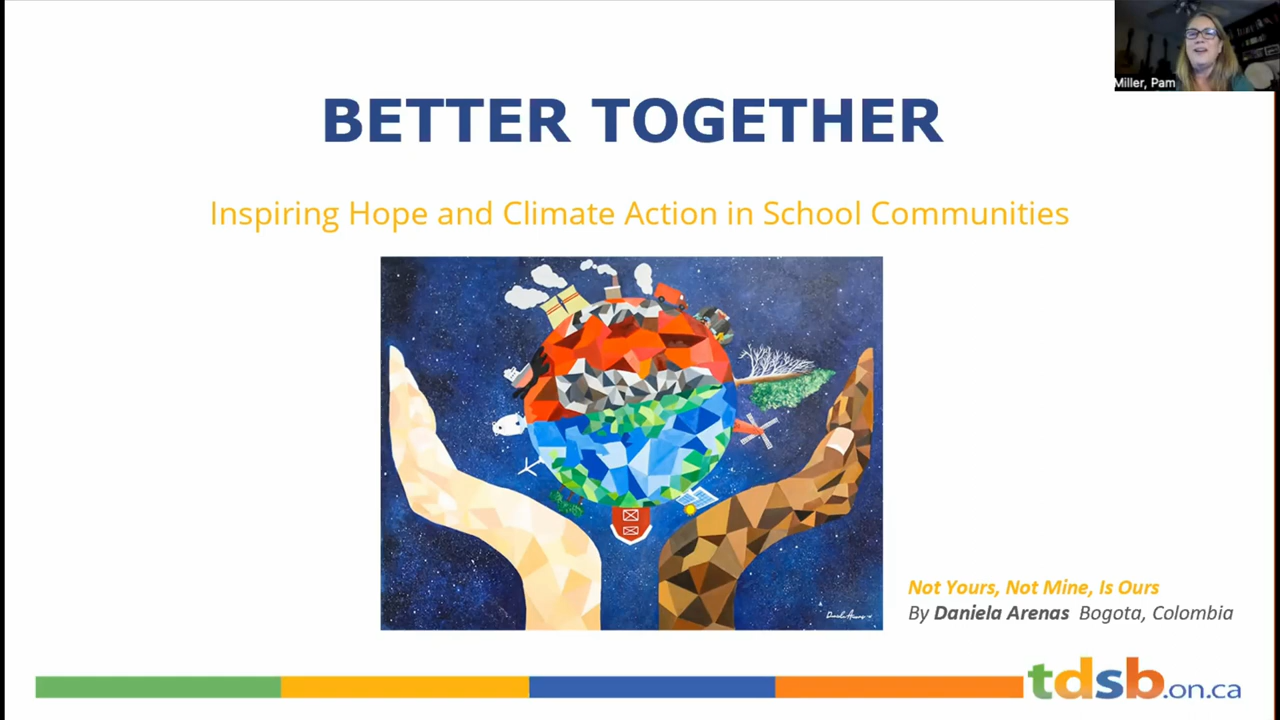 Miller, Pam
BETTER TOGETHER
Inspiring Hope and Climate Action in School Communities
Not Yours, Not Mine, Is Ours
By Daniela Arenas Bogota, Colombia
tdsb.on.ca